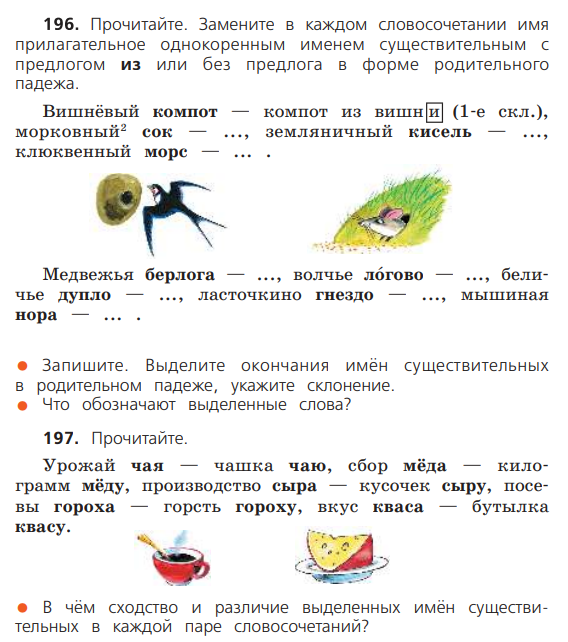 196. Прочитайте. Замените в каждом словосочетании имя
прилагательное однокоренным именем существительным с
предлогом из или без предлога в форме родительного
падежа.
Вишнёвый компот — компот из вишни (1-е скл.),
морковный² сок — ..., земляничный кисель — ...,
клюквенный морс — ... .
Медвежья берлога — ..., волчье ло́гово — ..., бели-
чье дупло — ..., ласточкино гнездо — ..., мышиная
нора — ... .
● Запишите. Выделите окончания имён существительных
в родительном падеже, укажите склонение.
● Что обозначают выделенные слова?
197. Прочитайте.
Урожай чая — чашка чаю, сбор мёда — кило-
грамм мёду, производство сыра — кусочек сыру, посе-
вы гороха — горсть гороху, вкус кваса — бутылка
квасу.
● В чём сходство и различие выделенных имён существи-
тельных в каждой паре словосочетаний?